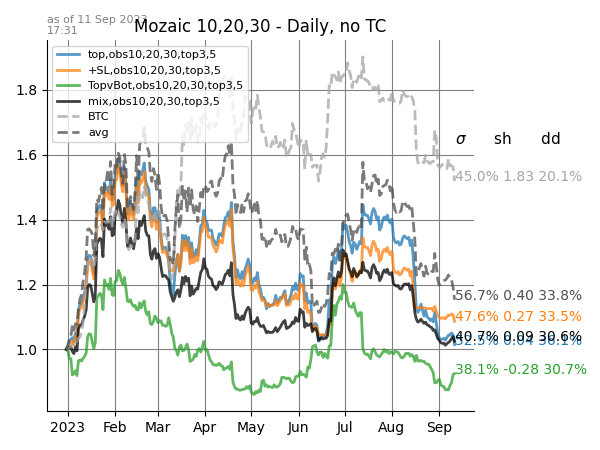 as of 11 Sep 2023
17:31
Mozaic 10,20,30 - Daily, no TC
top,obs10,20,30,top3,5
+SL,obs10,20,30,top3,5
TopvBot,obs10,20,30,top3,5
mix,obs10,20,30,top3,5
BTC
avg
σ sh dd
45.0% 1.83 20.1%
56.7% 0.40 33.8%
47.6% 0.27 33.5%
40.7% 0.09 30.6%
38.1% -0.28 30.7%
1.8
1.6
1.4
1.2
1.0
2023 Feb Mar Apr May Jun Jul Aug Sep